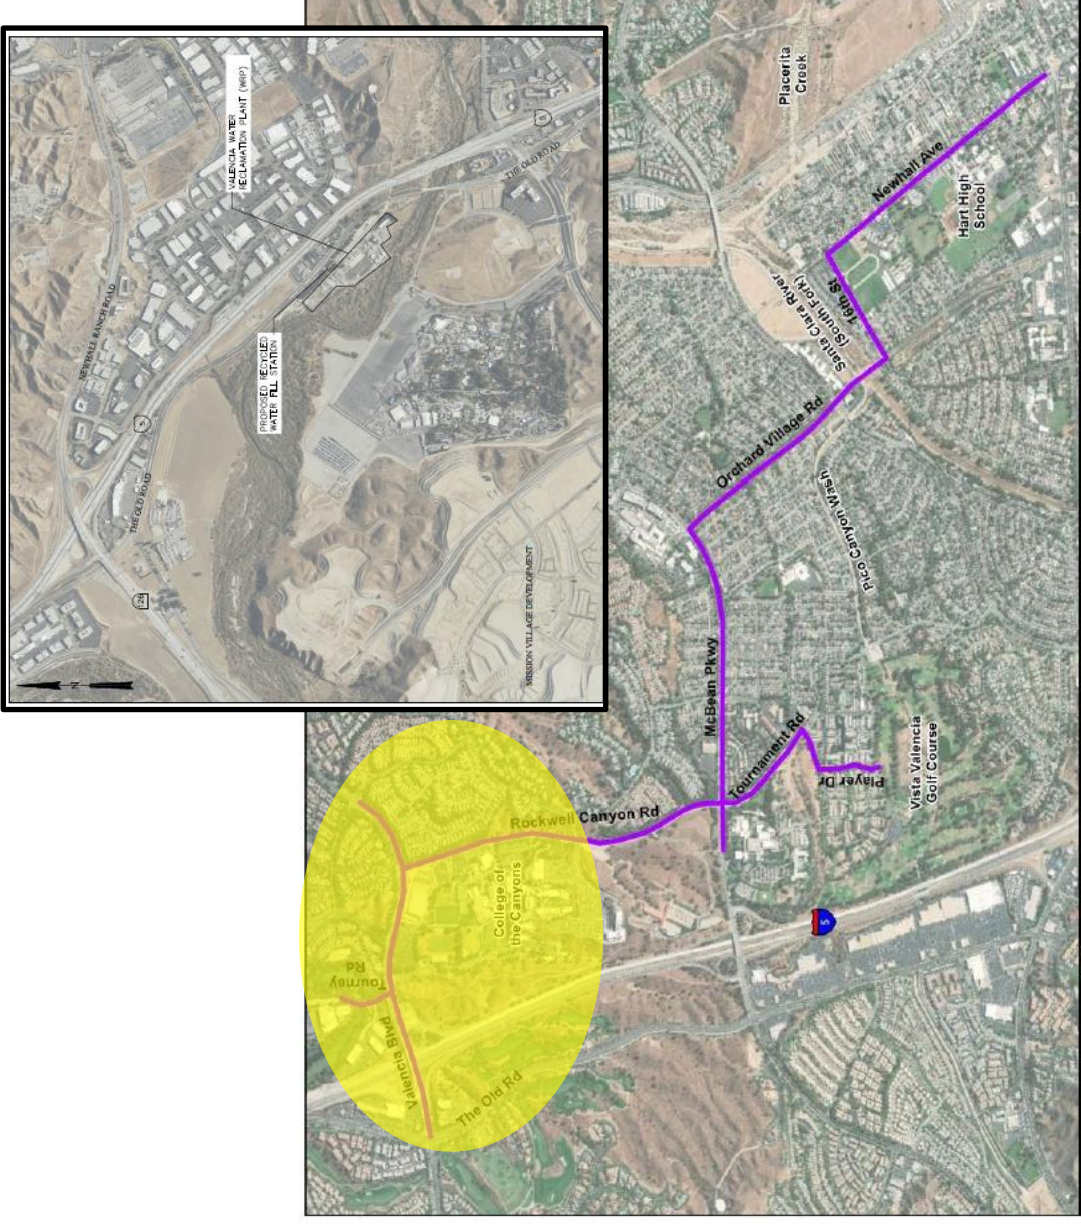 VALENCIA WATER
RECLAMATION PLANT (WRP)
5
THE OLD ROAD
NEWHALL RANCH ROAD
PROPOSED RECYCLED
WATER FILL STATION
5
THE OLD ROAD
126
MISSION VILLAGE DEVELOPMENT
N
Placerita
Creek
Newhall Ave
Hart High
School
16th St
Santa Clara River
(South Fork)
Orchard Village Rd
Pico Canyon Wash
McBean Pkwy
Tournament Rd
Player Dr
Vista Valencia
Golf Course
Rockwell Canyon Rd
College of
the Canyons
5
Tourney
Rd
Valencia Blvd
The Old Rd